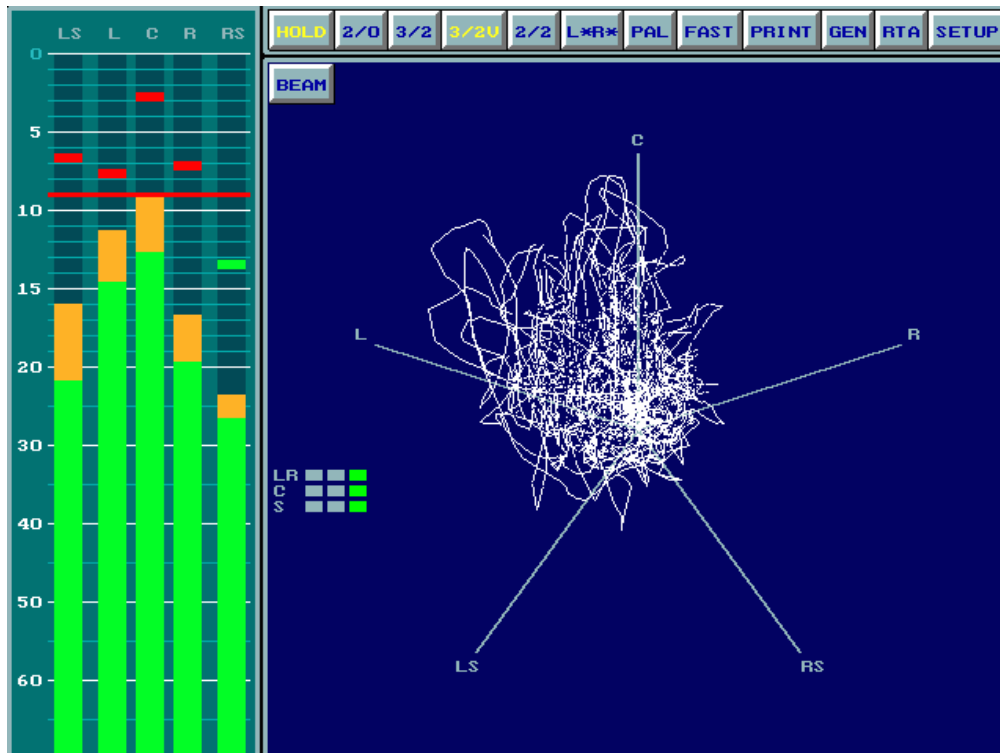 LS L C R RS
HOLD 2/0 3/2 3/2V 2/2 L*R* PAL FAST PRINT GEN RTA SETUP
BEAM
0
5
10
15
20
30
40
50
60
C
L
R
LR
C
S
LS
RS